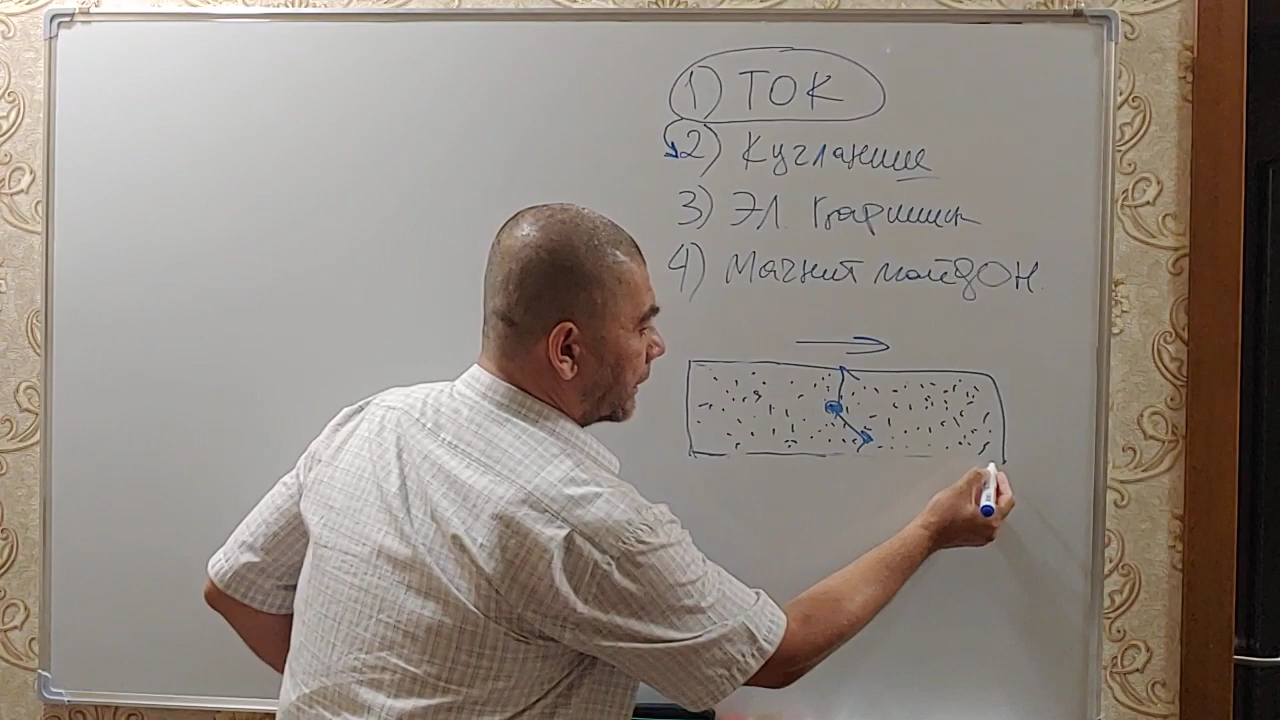 1) ТОК
2) Кучланиш
3) ЭЛ. Қаршилик
4) Магнит майдОН.